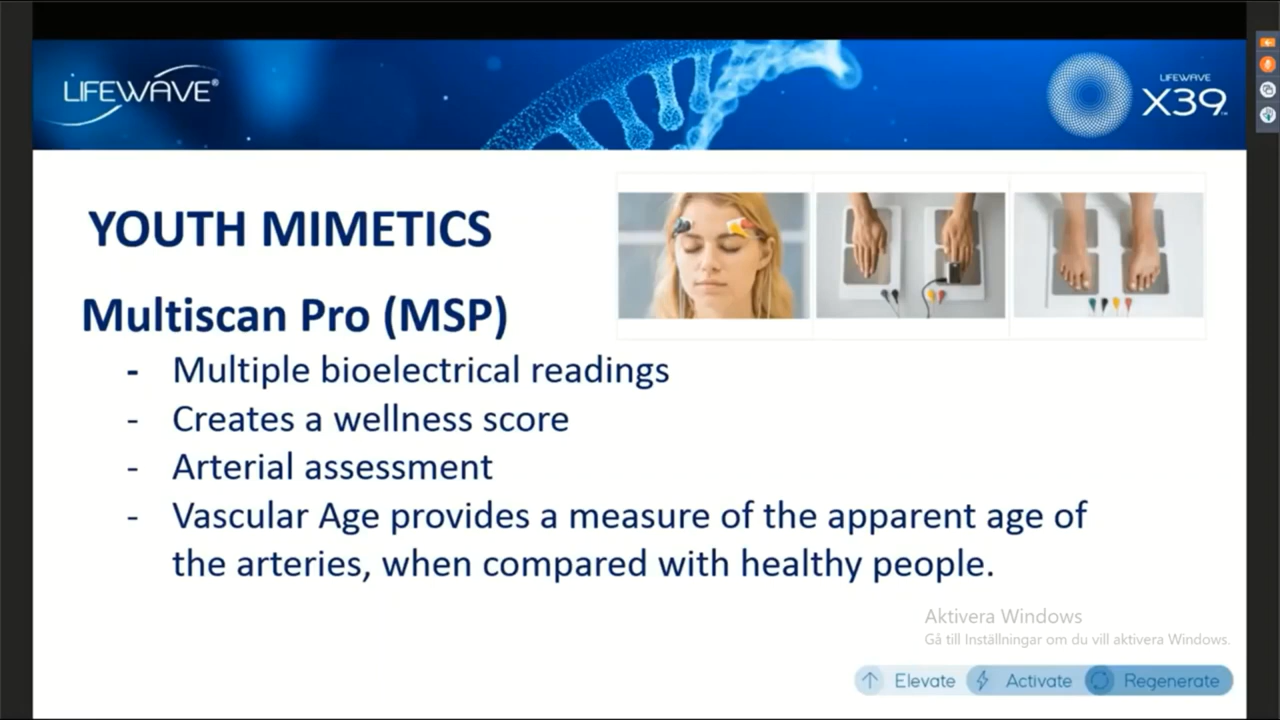 LIFEWAVE®
LIFEWAVE
X39™
YOUTH MIMETICS
Multiscan Pro (MSP)
- Multiple bioelectrical readings
- Creates a wellness score
- Arterial assessment
- Vascular Age provides a measure of the apparent age of
the arteries, when compared with healthy people.
Aktivera Windows
Gå till Inställningar om du vill aktivera Windows.
Elevate Activate Regenerate